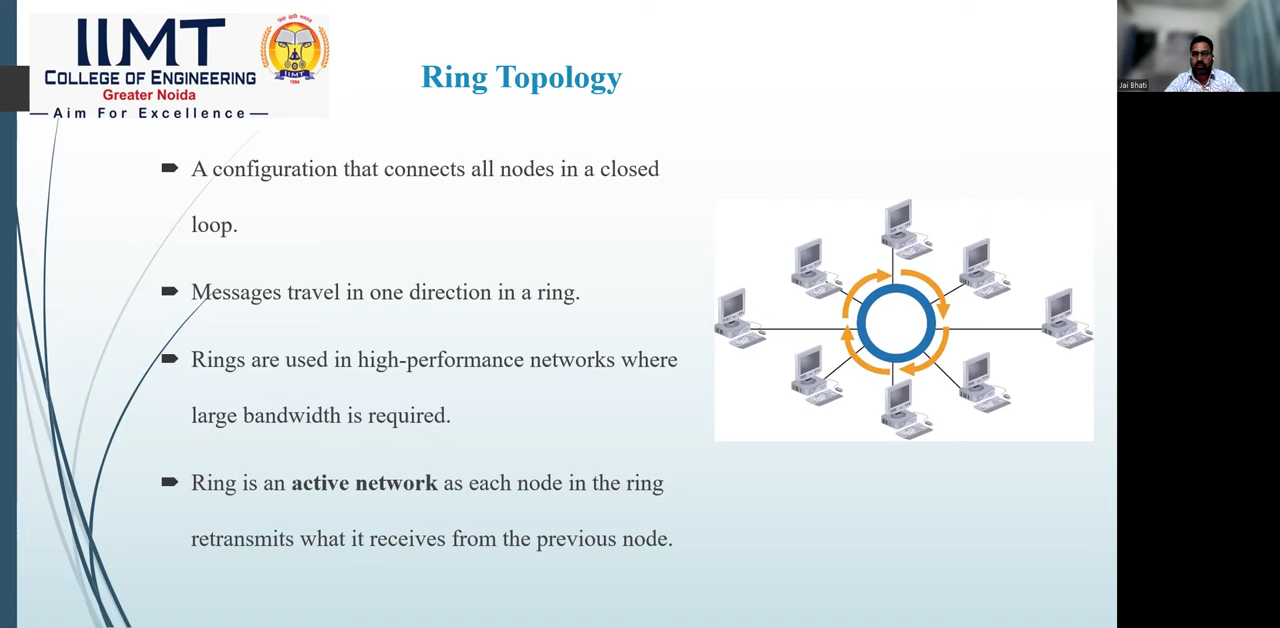 IIMT
COLLEGE OF ENGINEERING
Greater Noida
— Aim For Excellence —
IIMT
1994
Ring Topology
A configuration that connects all nodes in a closed
loop.
Messages travel in one direction in a ring.
Rings are used in high-performance networks where
large bandwidth is required.
Ring is an active network as each node in the ring
retransmits what it receives from the previous node.
Jai Bhati